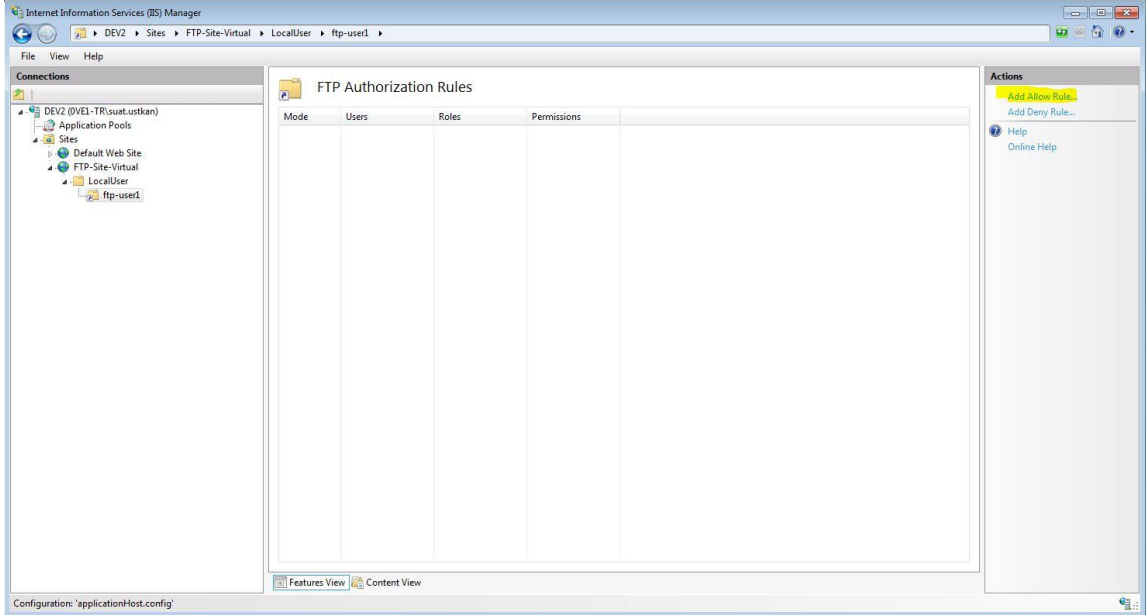 Internet Information Services (IIS) Manager
DEV2 Sites FTP-Site-Virtual LocalUser ftp-user1
File View Help
Connections
DEV2 (0VE1-TR\suat.ustkan)
Application Pools
Sites
Default Web Site
FTP-Site-Virtual
LocalUser
ftp-user1
FTP Authorization Rules
Mode Users Roles Permissions
Features View Content View
Actions
Add Allow Rule...
Add Deny Rule...
Help
Online Help
Configuration: 'applicationHost.config'